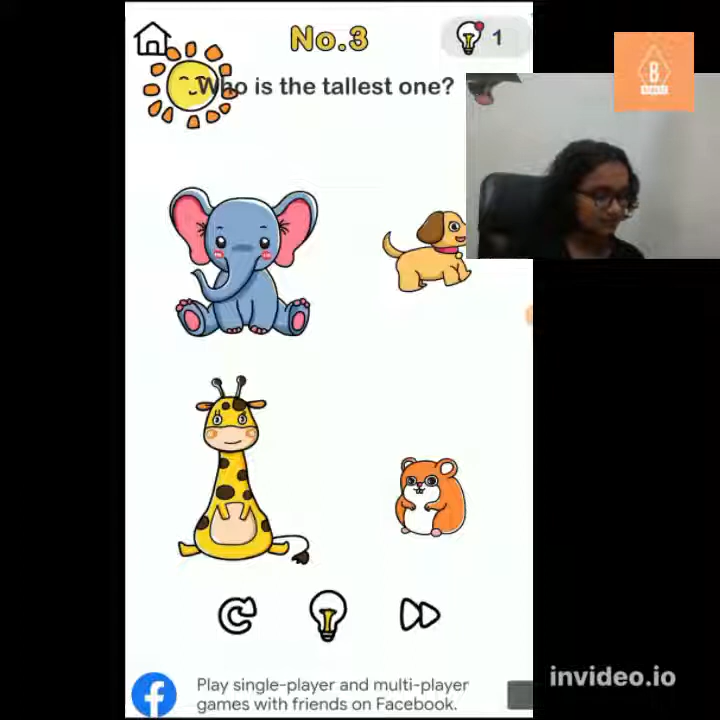 No.3
1
Who is the tallest one?
B
Play single-player and multi-player
games with friends on Facebook.
invideo.io